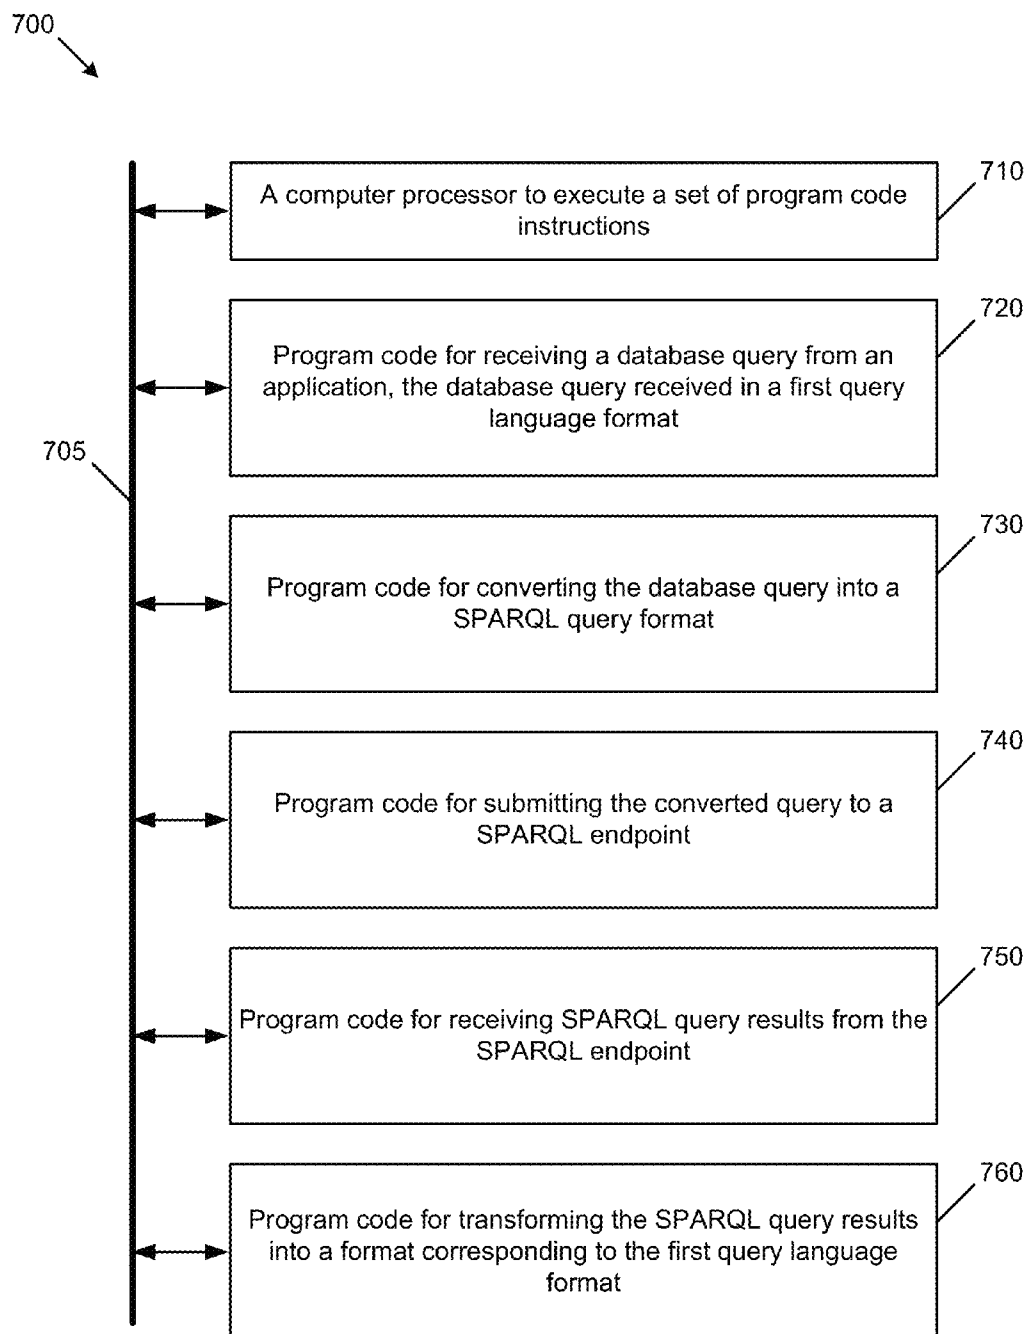 700
710
A computer processor to execute a set of program code
instructions
720
Program code for receiving a database query from an
application, the database query received in a first query
language format
705
730
Program code for converting the database query into a
SPARQL query format
740
Program code for submitting the converted query to a
SPARQL endpoint
750
Program code for receiving SPARQL query results from the
SPARQL endpoint
760
Program code for transforming the SPARQL query results
into a format corresponding to the first query language
format